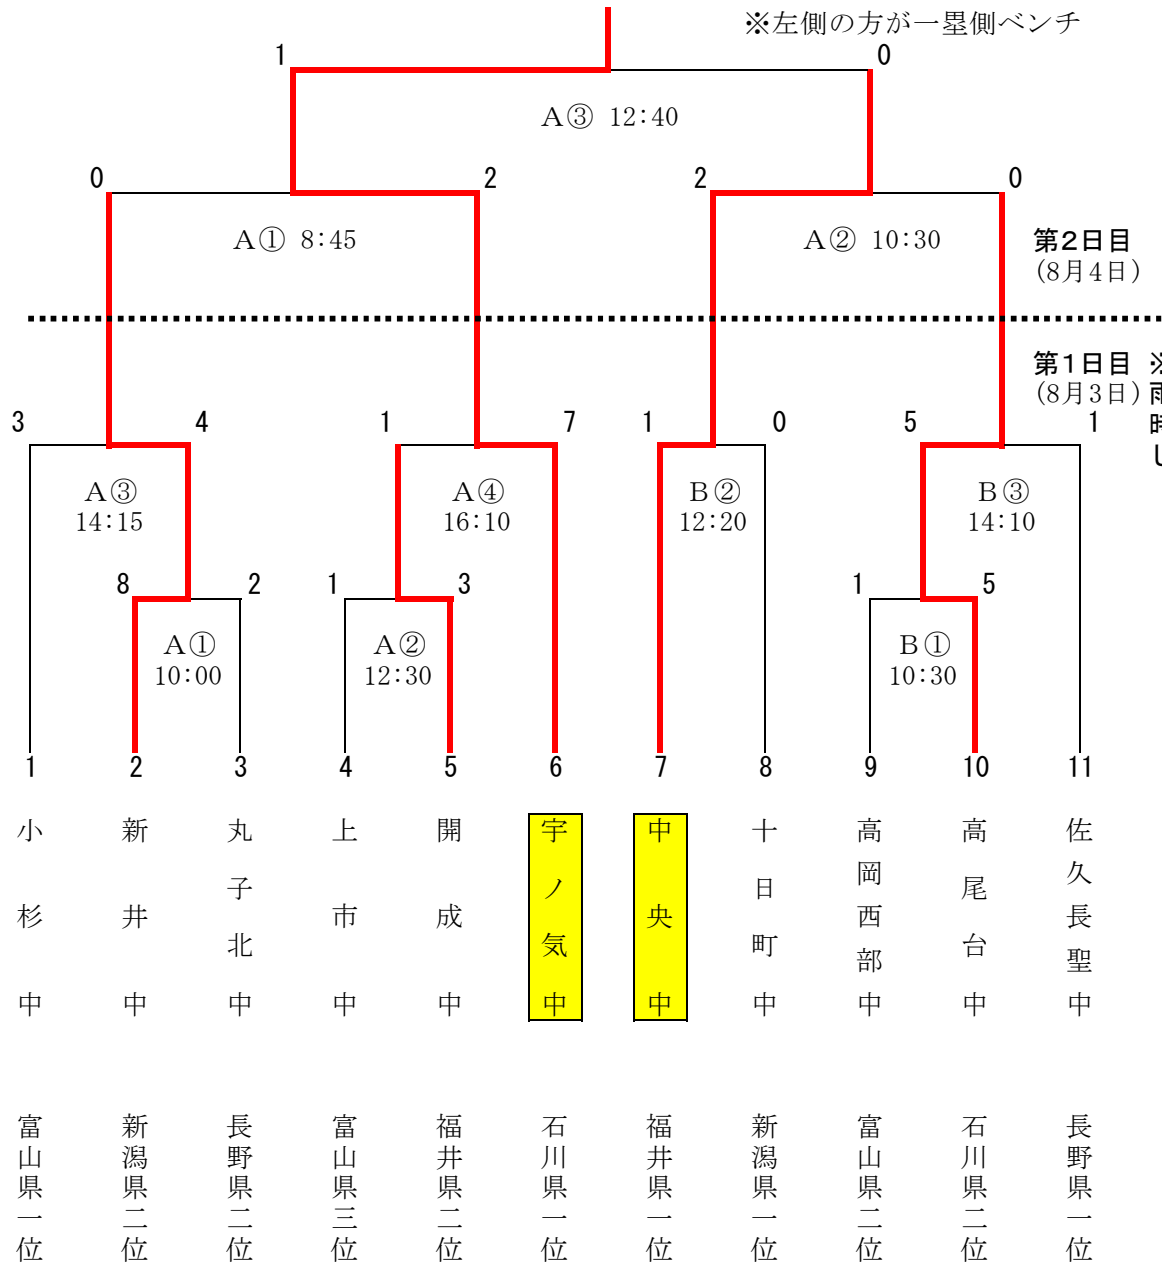 ※左側の方が一塁側ベンチ
1
0
A③ 12:40
0
2
2
0
A① 8:45
A② 10:30
第2日目
(8月4日)
第1日目 ※
(8月3日) 雨
時
し
3
4
1
7
1
0
5
1
A③
14:15
A④
16:10
B②
12:20
B③
14:10
8
2
1
3
1
5
A①
10:00
A②
12:30
B①
10:30
1
2
3
4
5
6
7
8
9
10
11
小杉中
新井中
丸子北中
上市中
開成中
宇ノ気中
中央中
十日町中
高岡西部中
高尾台中
佐久長聖中
富山県一位
新潟県二位
長野県二位
富山県三位
福井県二位
石川県一位
福井県一位
新潟県一位
富山県二位
石川県二位
長野県一位